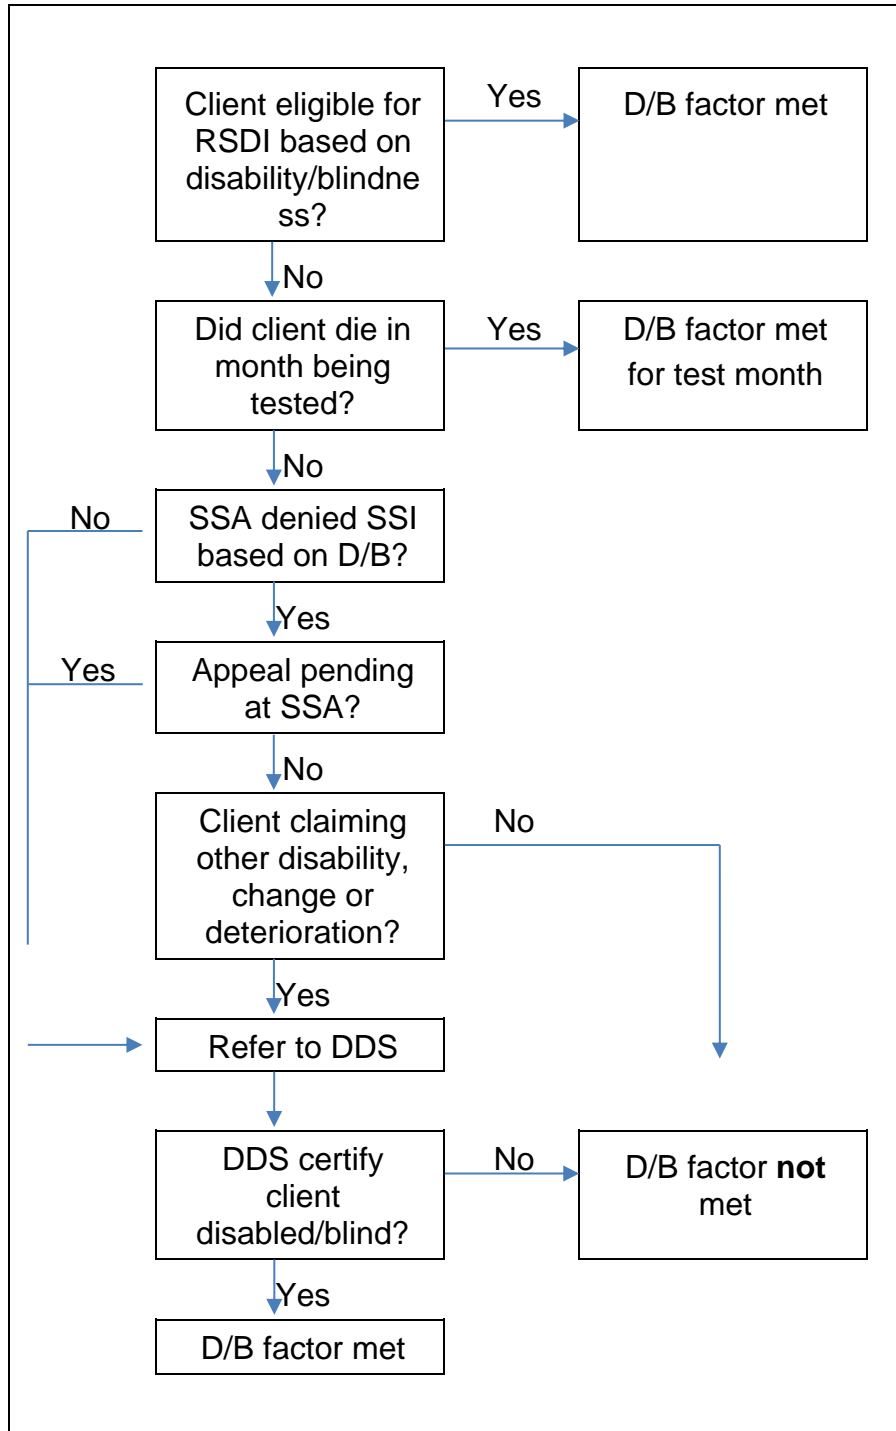 Client eligible for
RSDI based on
disability/blindne
ss?
Yes
D/B factor met
No
Did client die in
month being
tested?
Yes
D/B factor met
for test month
No
No
SSA denied SSI
based on D/B?
Yes
Yes
Appeal pending
at SSA?
No
Client claiming
other disability,
change or
deterioration?
No
Yes
Refer to DDS
DDS certify
client
disabled/blind?
No
D/B factor not
met
Yes
D/B factor met